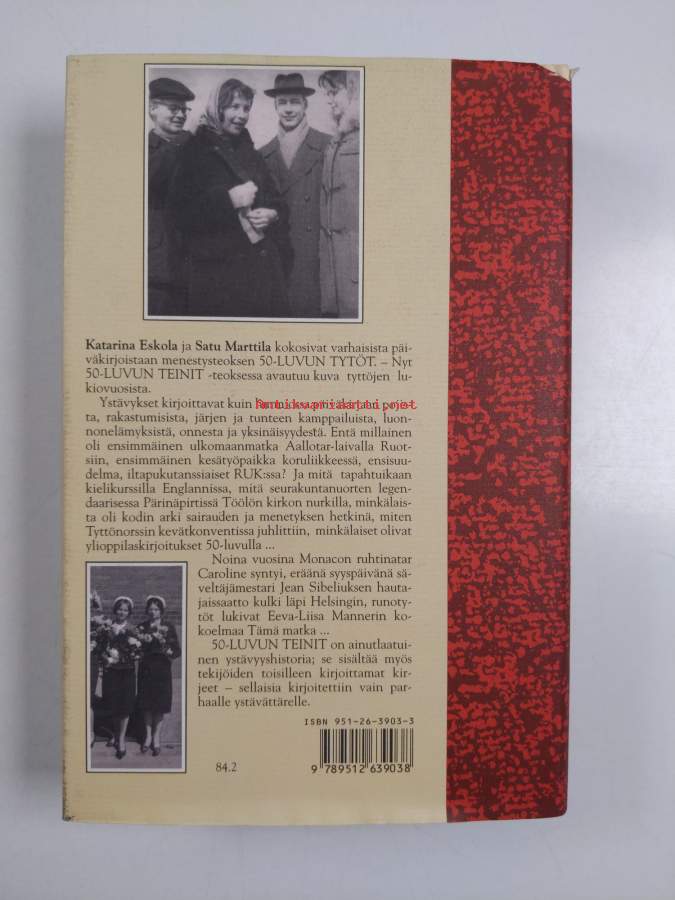 Katarina Eskola ja Satu Marttila kokosivat varhaisista päi-
väkirjoistaan menestysteoksen 50-LUVUN TYTÖT. – Nyt
50-LUVUN TEINIT -teoksessa avautuu kuva tyttöjen lu-
kiovuosista.
Ystävykset kirjoittavat kuin
ta, rakastumisista, järjen ja tunteen kamppailuista, luon-
nonelämyksistä, onnesta ja yksinäisyydestä. Entä millainen
oli ensimmäinen ulkomaanmatka Aallotar-laivalla Ruot-
siin, ensimmäinen kesätyöpaikka koruliikkeessä, ensisuu-
delma, iltapukutanssiaiset RUK:ssa? Ja mitä tapahtuikaan
kielikurssilla Englannissa, mitä seurakuntanuorten legen-
daarisessa Pärinäpirtissä Töölön kirkon nurkilla, minkälais-
ta oli kodin arki sairauden ja menetyksen hetkinä, miten
Tyttönorssin kevätkonventissa juhlittiin, minkälaiset olivat
ylioppilaskirjoitukset 50-luvulla ...
Noina vuosina Monacon ruhtinatar
Caroline syntyi, eräänä syyspäivänä sä-
veltäjämestari Jean Sibeliuksen hauta-
jaissaatto kulki läpi Helsingin, runotyt-
töt lukivat Eeva-Liisa Mannerin ko-
koelmaa Tämä matka ...
50-LUVUN TEINIT on ainutlaatui-
nen ystävyyshistoria; se sisältää myös
tekijöiden toisilleen kirjoittamat kir-
jeet – sellaisia kirjoitettiin vain par-
haalle ystävättärelle.
ISBN 951-26-3903-3
84.2
9 789512 639038